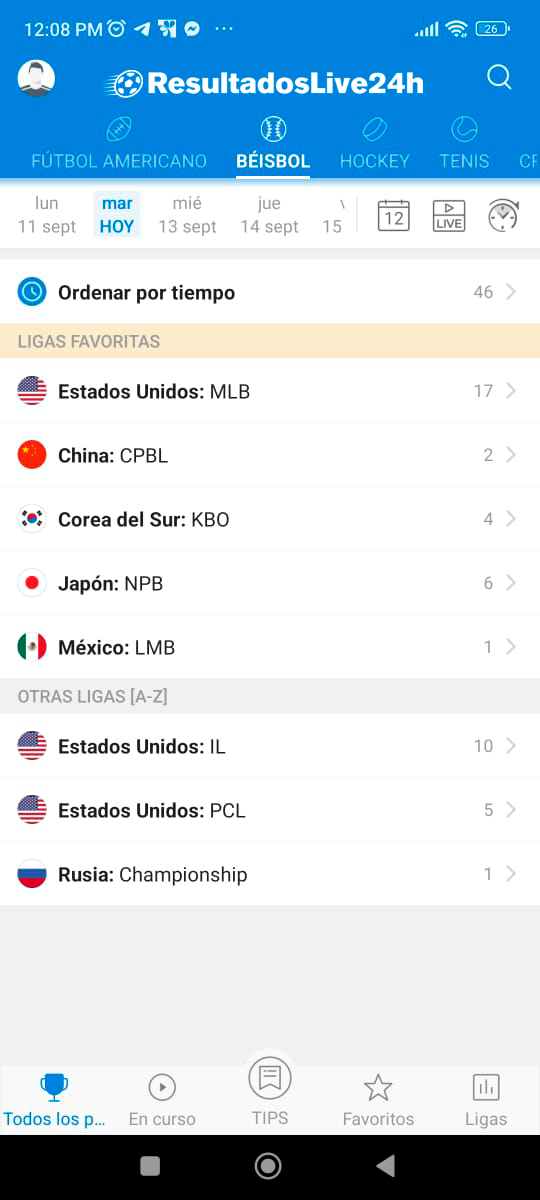 12:08 PM
26
ResultadosLive24h
FÚTBOL AMERICANO BÉISBOL HOCKEY TENIS
lun mar mié jue
11 sept HOY 13 sept 14 sept 15
12 LIVE
Ordenar por tiempo 46
LIGAS FAVORITAS
Estados Unidos: MLB 17
China: CPBL 2
Corea del Sur: KBO 4
Japón: NPB 6
México: LMB 1
OTRAS LIGAS [A-Z]
Estados Unidos: IL 10
Estados Unidos: PCL 5
Rusia: Championship 1
Todos los p... En curso TIPS Favoritos Ligas